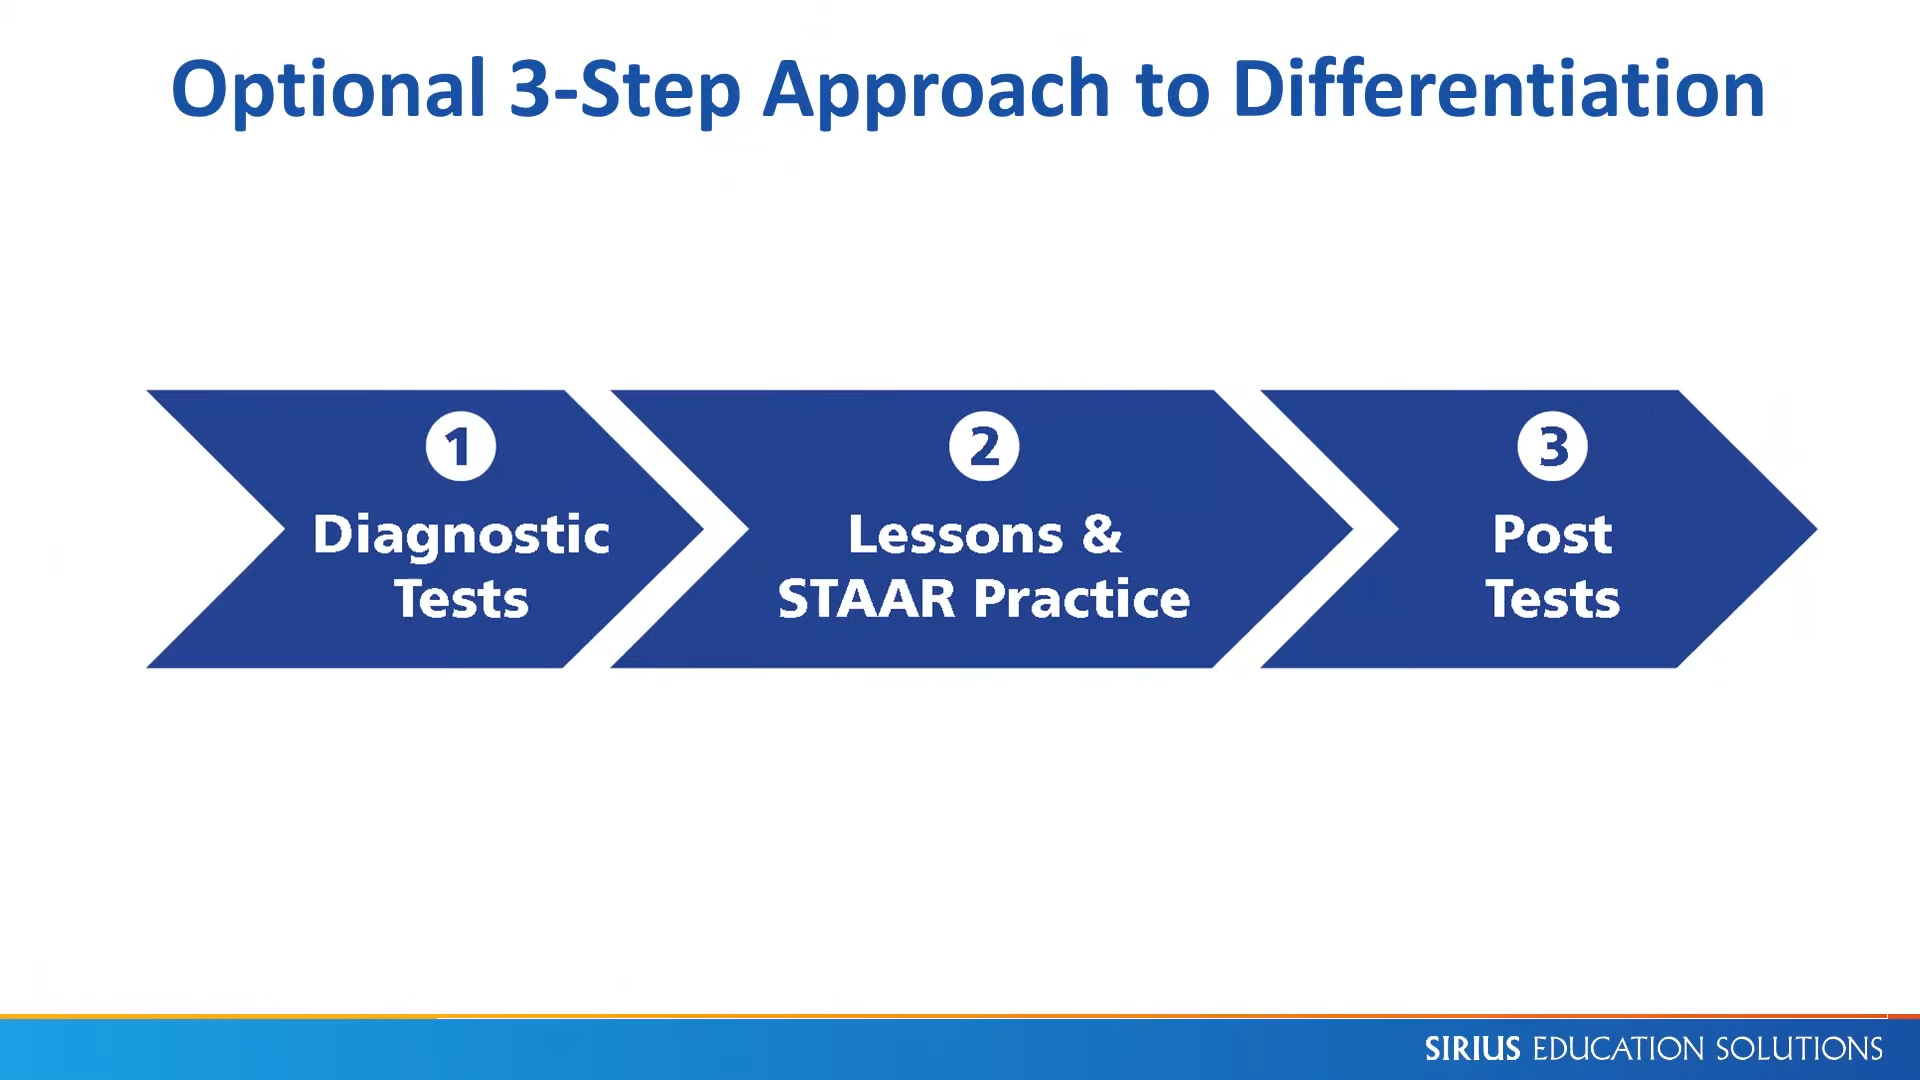 Optional 3-Step Approach to Differentiation
1
Diagnostic
Tests
2
Lessons &
STAAR Practice
3
Post
Tests
SIRIUS EDUCATION SOLUTIONS